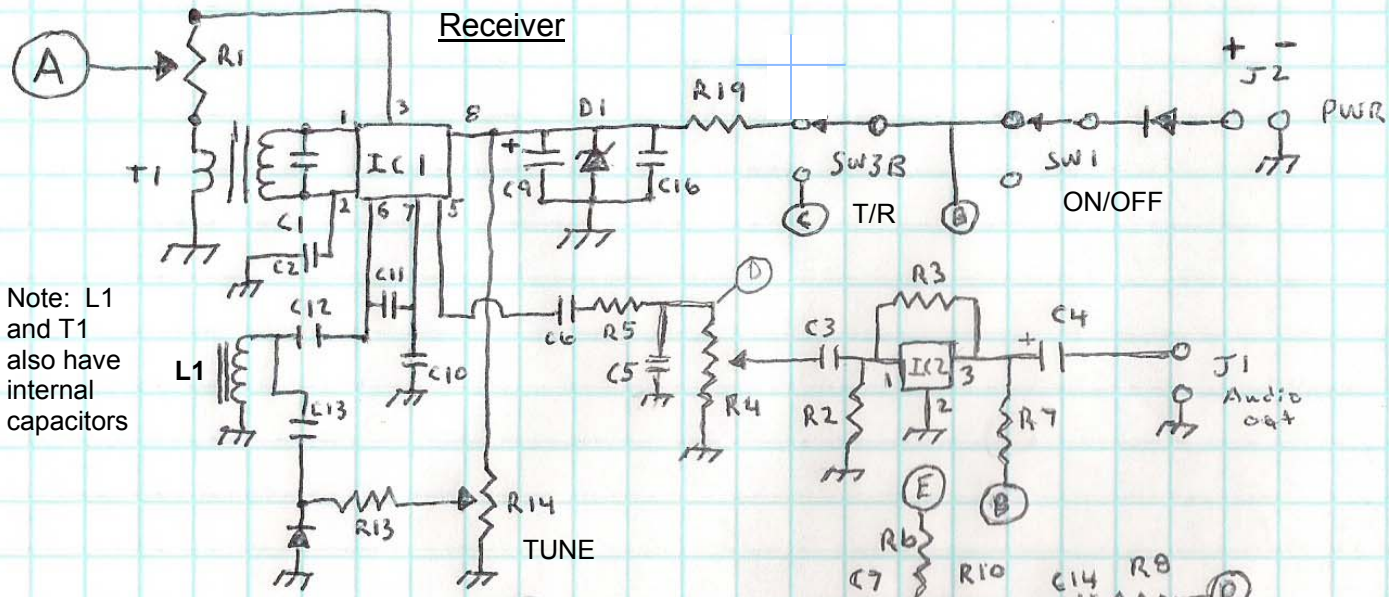 Receiver
+ -
J2
A
R1
R19
PWR
3
D1
1
8
+
IC1
T1
C9
C16
SW3B
SW1
2
6 7 5
C
T/R
B
ON/OFF
C1
C2
C11
D
R3
Note: L1
and T1
also have
internal
capacitors
C12
C6
R5
C3
+
C4
L1
C10
C5
1
IC2
3
J1
Audio
out
R4
R2
2
R7
C13
E
B
R13
R14
TUNE
R6
C7
R10
C14
R8